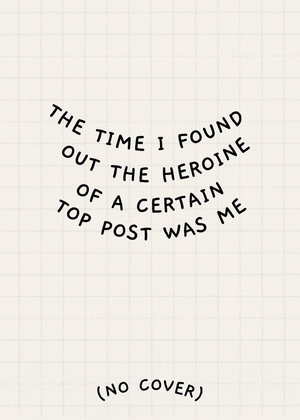 THE TIME I FOUND
OUT THE HEROINE
OF A CERTAIN
TOP POST WAS ME
(NO COVER)